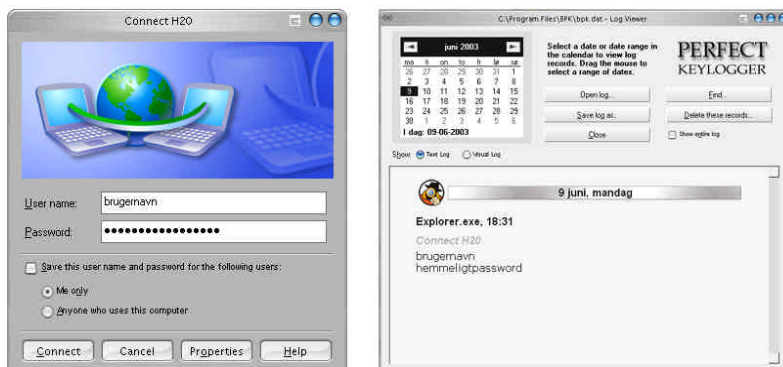 Connect H2O
User name: brugernavn
Password: ●●●●●●●●●●●●●●●●●
Save this user name and password for the following users:
Me only
Anyone who uses this computer
Connect Cancel Properties Help
C:\Program Files\BPK\bpk.dat - Log Viewer
juni 2003
ma ti on to fr lø sø
26 27 28 29 30 31 1
2 3 4 5 6 7 8
9 10 11 12 13 14 15
16 17 18 19 20 21 22
23 24 25 26 27 28 29
30 1 2 3 4 5 6
I dag: 09-06-2003
Select a date or date range in
the calendar to view log
records. Drag the mouse to
select a range of dates.
PERFECT
KEYLOGGER
Open log...
Find...
Save log as..
Delete these records...
Close
Show entire log
Show: Text Log Visual Log
9 juni, mandag
Explorer.exe, 18:31
Connect H2O
brugernavn
hemmeligtpassword